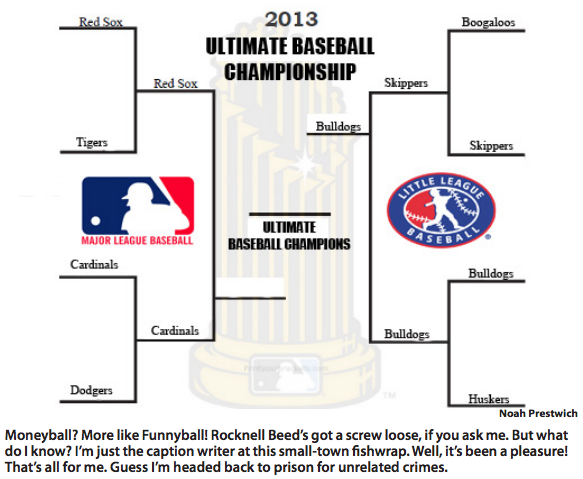 2013
ULTIMATE BASEBALL
CHAMPIONSHIP
Red Sox
Boogaloos
Red Sox
Skippers
Bulldogs
Tigers
Skippers
MAJOR LEAGUE BASEBALL
LITTLE LEAGUE
BASEBALL
®
ULTIMATE
BASEBALL CHAMPIONS
Cardinals
Bulldogs
Cardinals
Bulldogs
Dodgers
Huskers
TM
Noah Prestwich
Moneyball? More like Funnyball! Rocknell Beed's got a screw loose, if you ask me. But what
do I know? I'm just the caption writer at this small-town fishwrap. Well, it's been a pleasure!
That's all for me. Guess I'm headed back to prison for unrelated crimes.